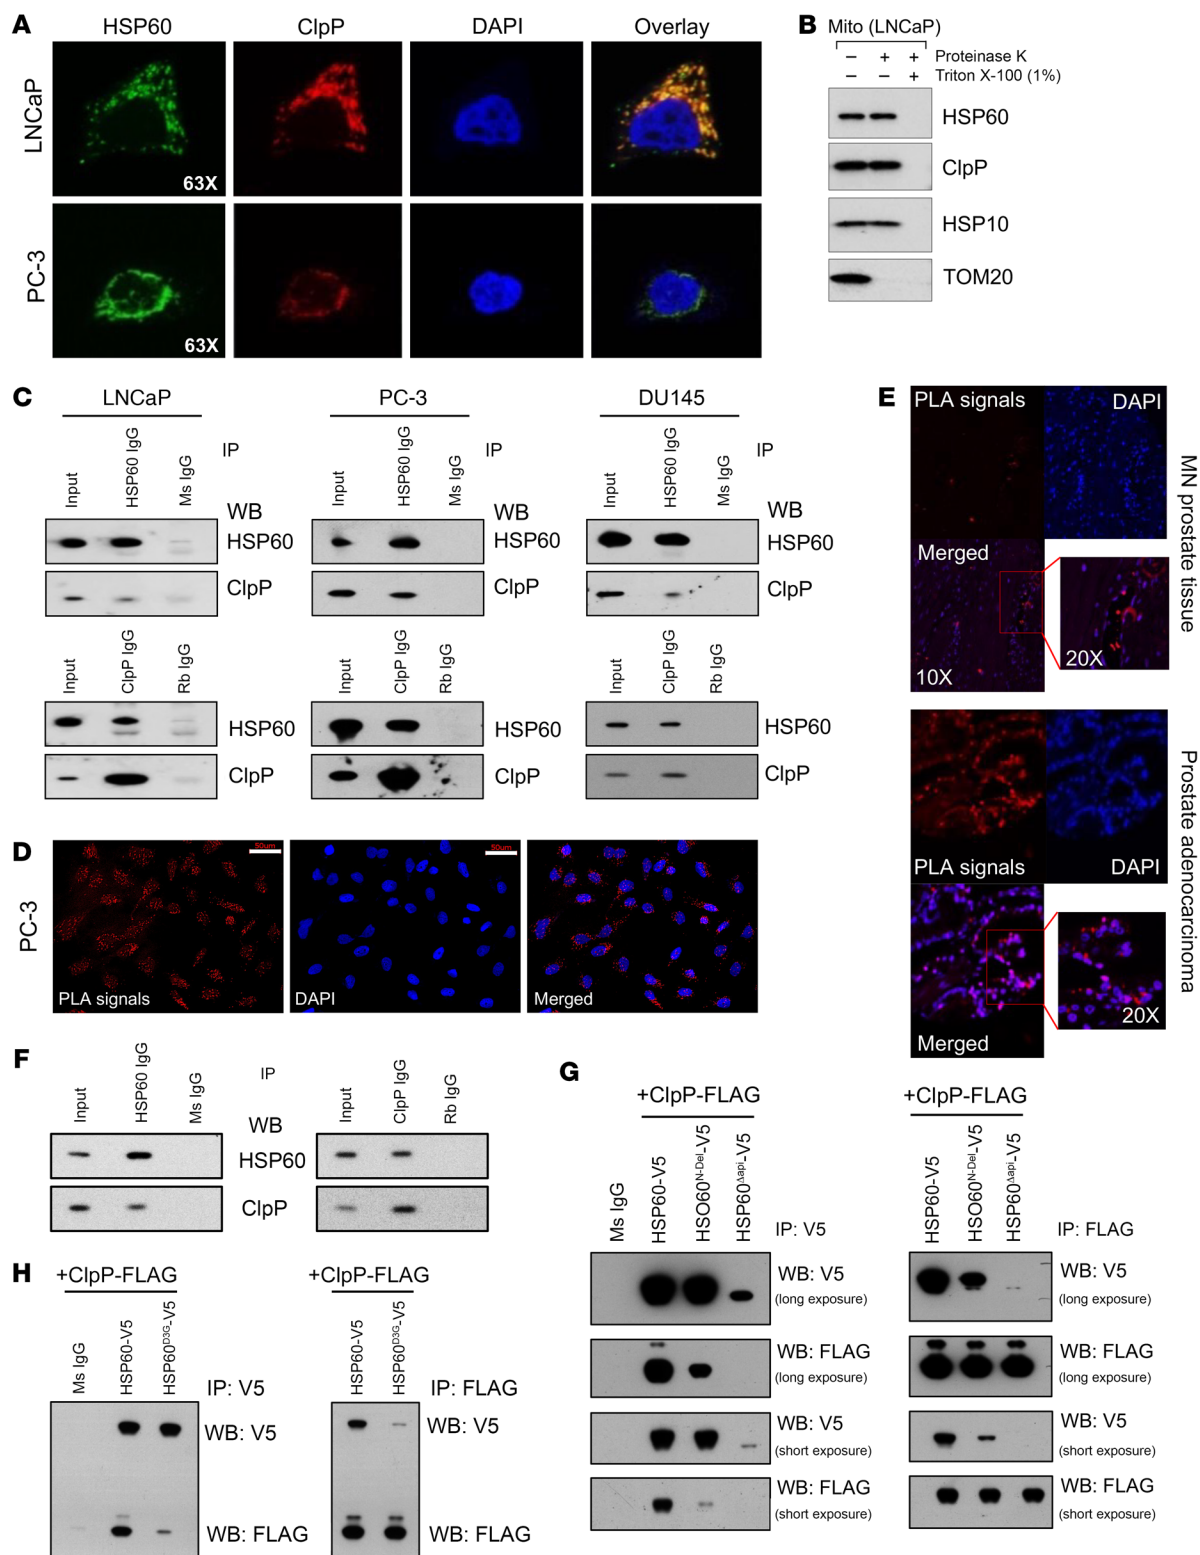 A
HSP60
ClpP
DAPI
Overlay
LNCaP
63X
PC-3
63X
B
Mito (LNCaP)
− + + Proteinase K
− − + Triton X-100 (1%)
HSP60
ClpP
HSP10
TOM20
C
LNCaP
Input
HSP60 IgG
Ms IgG
IP
WB
HSP60
ClpP
Input
ClpP IgG
Rb IgG
HSP60
ClpP
PC-3
Input
HSP60 IgG
Ms IgG
IP
WB
HSP60
ClpP
Input
ClpP IgG
Rb IgG
HSP60
ClpP
DU145
Input
HSP60 IgG
Ms IgG
IP
WB
HSP60
ClpP
Input
ClpP IgG
Rb IgG
HSP60
ClpP
D
PC-3
50um
50um
PLA signals
DAPI
Merged
E
PLA signals
DAPI
Merged
10X
20X
MN prostate tissue
PLA signals
DAPI
Merged
20X
Prostate adenocarcinoma
F
Input
HSP60 IgG
Ms IgG
IP
WB
HSP60
ClpP
Input
ClpP IgG
Rb IgG
G
+ClpP-FLAG
Ms IgG
HSP60-V5
HSO60N-Del-V5
HSP60Δapi-V5
IP: V5
WB: V5
(long exposure)
WB: FLAG
(long exposure)
WB: V5
(short exposure)
WB: FLAG
(short exposure)
+ClpP-FLAG
HSP60-V5
HSO60N-Del-V5
HSP60Δapi-V5
IP: FLAG
WB: V5
(long exposure)
WB: FLAG
(long exposure)
WB: V5
(short exposure)
WB: FLAG
(short exposure)
H
+ClpP-FLAG
Ms IgG
HSP60-V5
HSP60D3G-V5
IP: V5
WB: V5
WB: FLAG
+ClpP-FLAG
HSP60-V5
HSP60D3G-V5
IP: FLAG
WB: V5
WB: FLAG